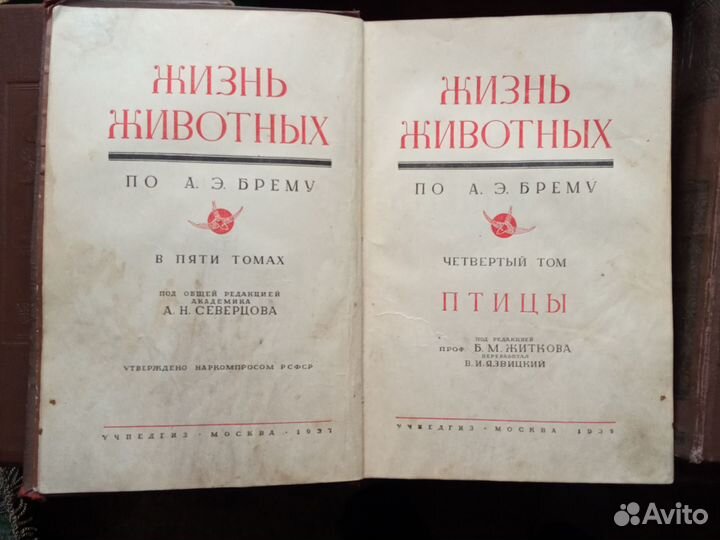 ЖИЗНЬ
ЖИВОТНЫХ
ПО А. Э. БРЕМУ
В ПЯТИ ТОМАХ
ПОД ОБЩЕЙ РЕДАКЦИЕЙ
АКАДЕМИКА
А. Н. СЕВЕРЦОВА
УТВЕРЖДЕНО НАРКОМПРОСОМ РСФСР
УЧПЕДГИЗ • МОСКВА • 1937
ЖИЗНЬ
ЖИВОТНЫХ
ПО А. Э. БРЕМУ
ЧЕТВЕРТЫЙ ТОМ
ПТИЦЫ
ПОД РЕДАКЦИЕЙ
ПРОФ. Б. М. ЖИТКОВА
ПЕРЕРАБОТАЛ
В. И. ЯЗВИЦКИЙ
УЧПЕДГИЗ • МОСКВА • 1939
Avito